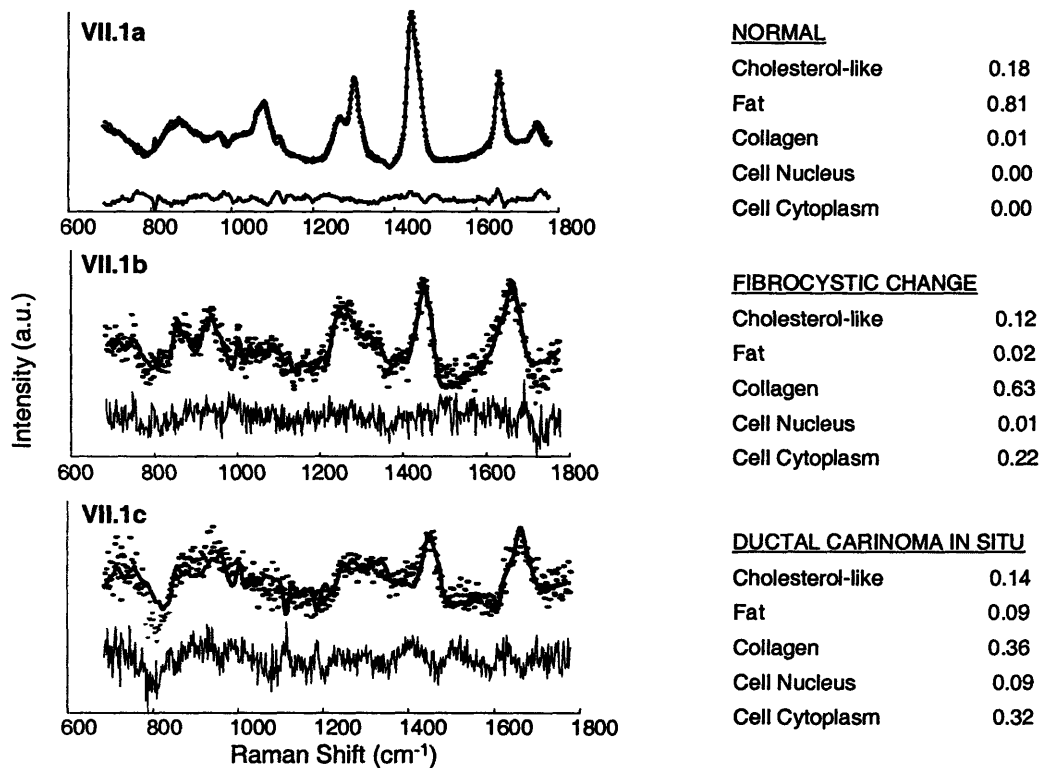 VII.1a
600 800 1000 1200 1400 1600 1800
NORMAL
Cholesterol-like 0.18
Fat 0.81
Collagen 0.01
Cell Nucleus 0.00
Cell Cytoplasm 0.00
Intensity (a.u.)
VII.1b
600 800 1000 1200 1400 1600 1800
FIBROCYSTIC CHANGE
Cholesterol-like 0.12
Fat 0.02
Collagen 0.63
Cell Nucleus 0.01
Cell Cytoplasm 0.22
VII.1c
600 800 1000 1200 1400 1600 1800
Raman Shift (cm-1)
DUCTAL CARINOMA IN SITU
Cholesterol-like 0.14
Fat 0.09
Collagen 0.36
Cell Nucleus 0.09
Cell Cytoplasm 0.32